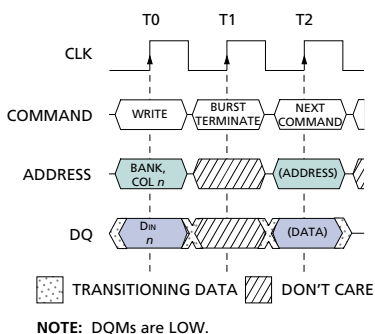 T0 T1 T2
CLK
COMMAND WRITE BURST TERMINATE NEXT COMMAND
ADDRESS BANK, COL n (ADDRESS)
DQ DIN n (DATA)
TRANSITIONING DATA DON'T CARE
NOTE: DQMs are LOW.